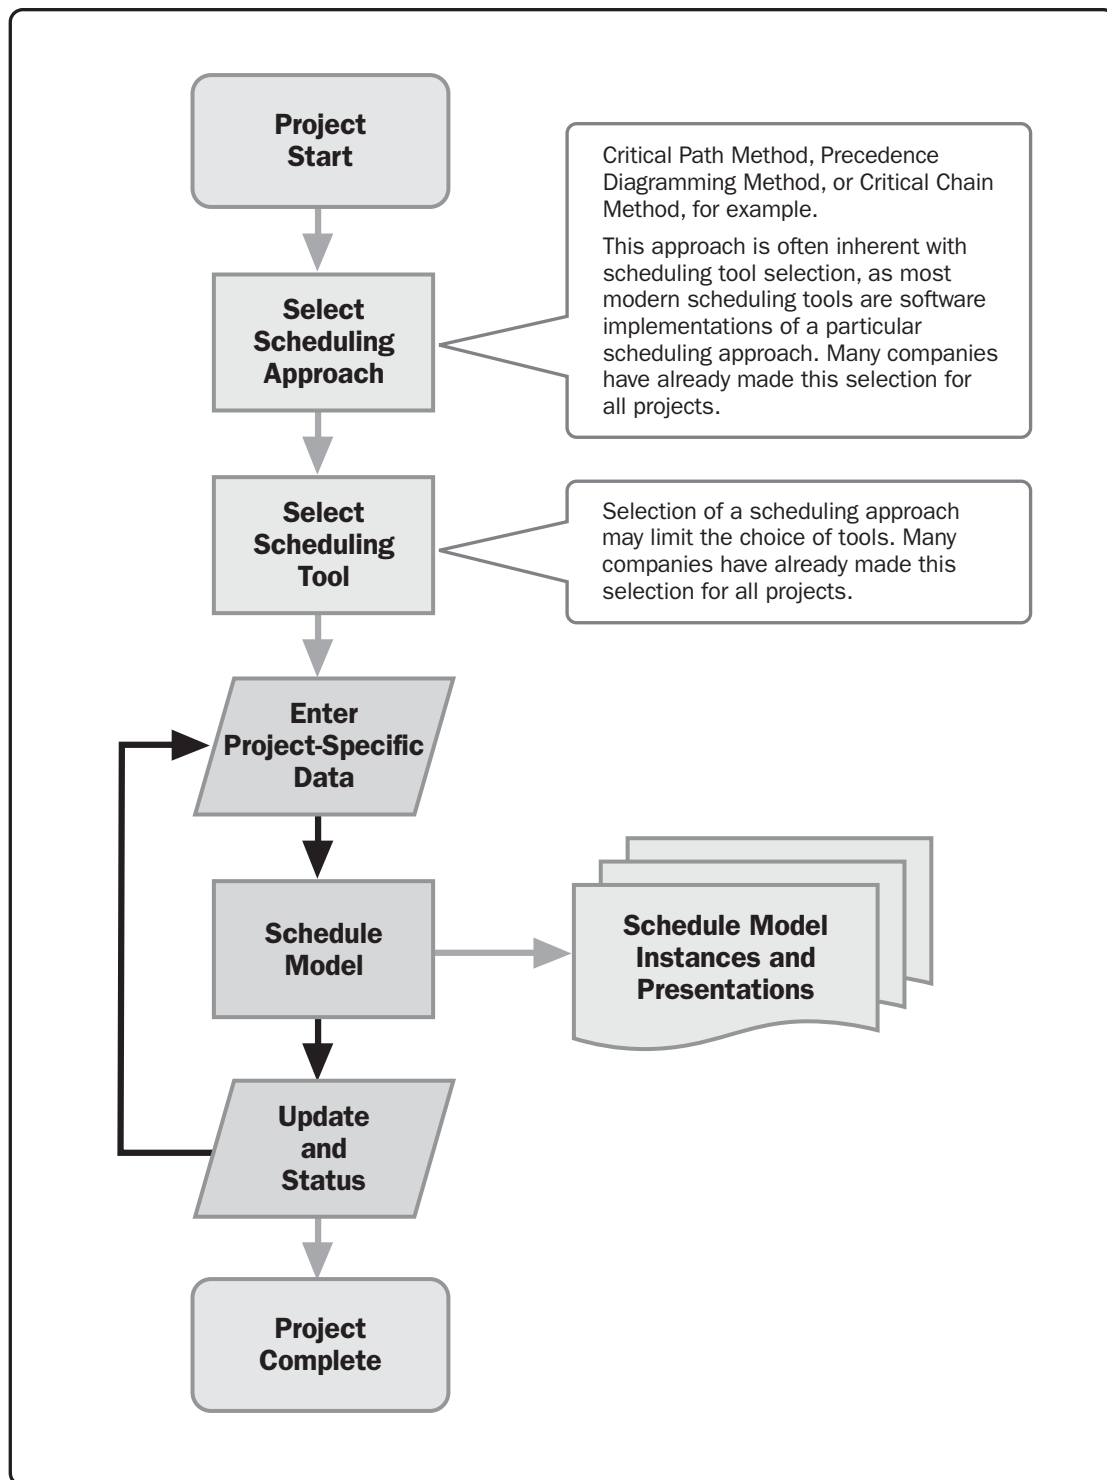 Project
Start
Critical Path Method, Precedence
Diagramming Method, or Critical Chain
Method, for example.
This approach is often inherent with
scheduling tool selection, as most
modern scheduling tools are software
implementations of a particular
scheduling approach. Many companies
have already made this selection for
all projects.
Select
Scheduling
Approach
Select
Scheduling
Tool
Selection of a scheduling approach
may limit the choice of tools. Many
companies have already made this
selection for all projects.
Enter
Project-Specific
Data
Schedule
Model
Schedule Model
Instances and
Presentations
Update
and
Status
Project
Complete